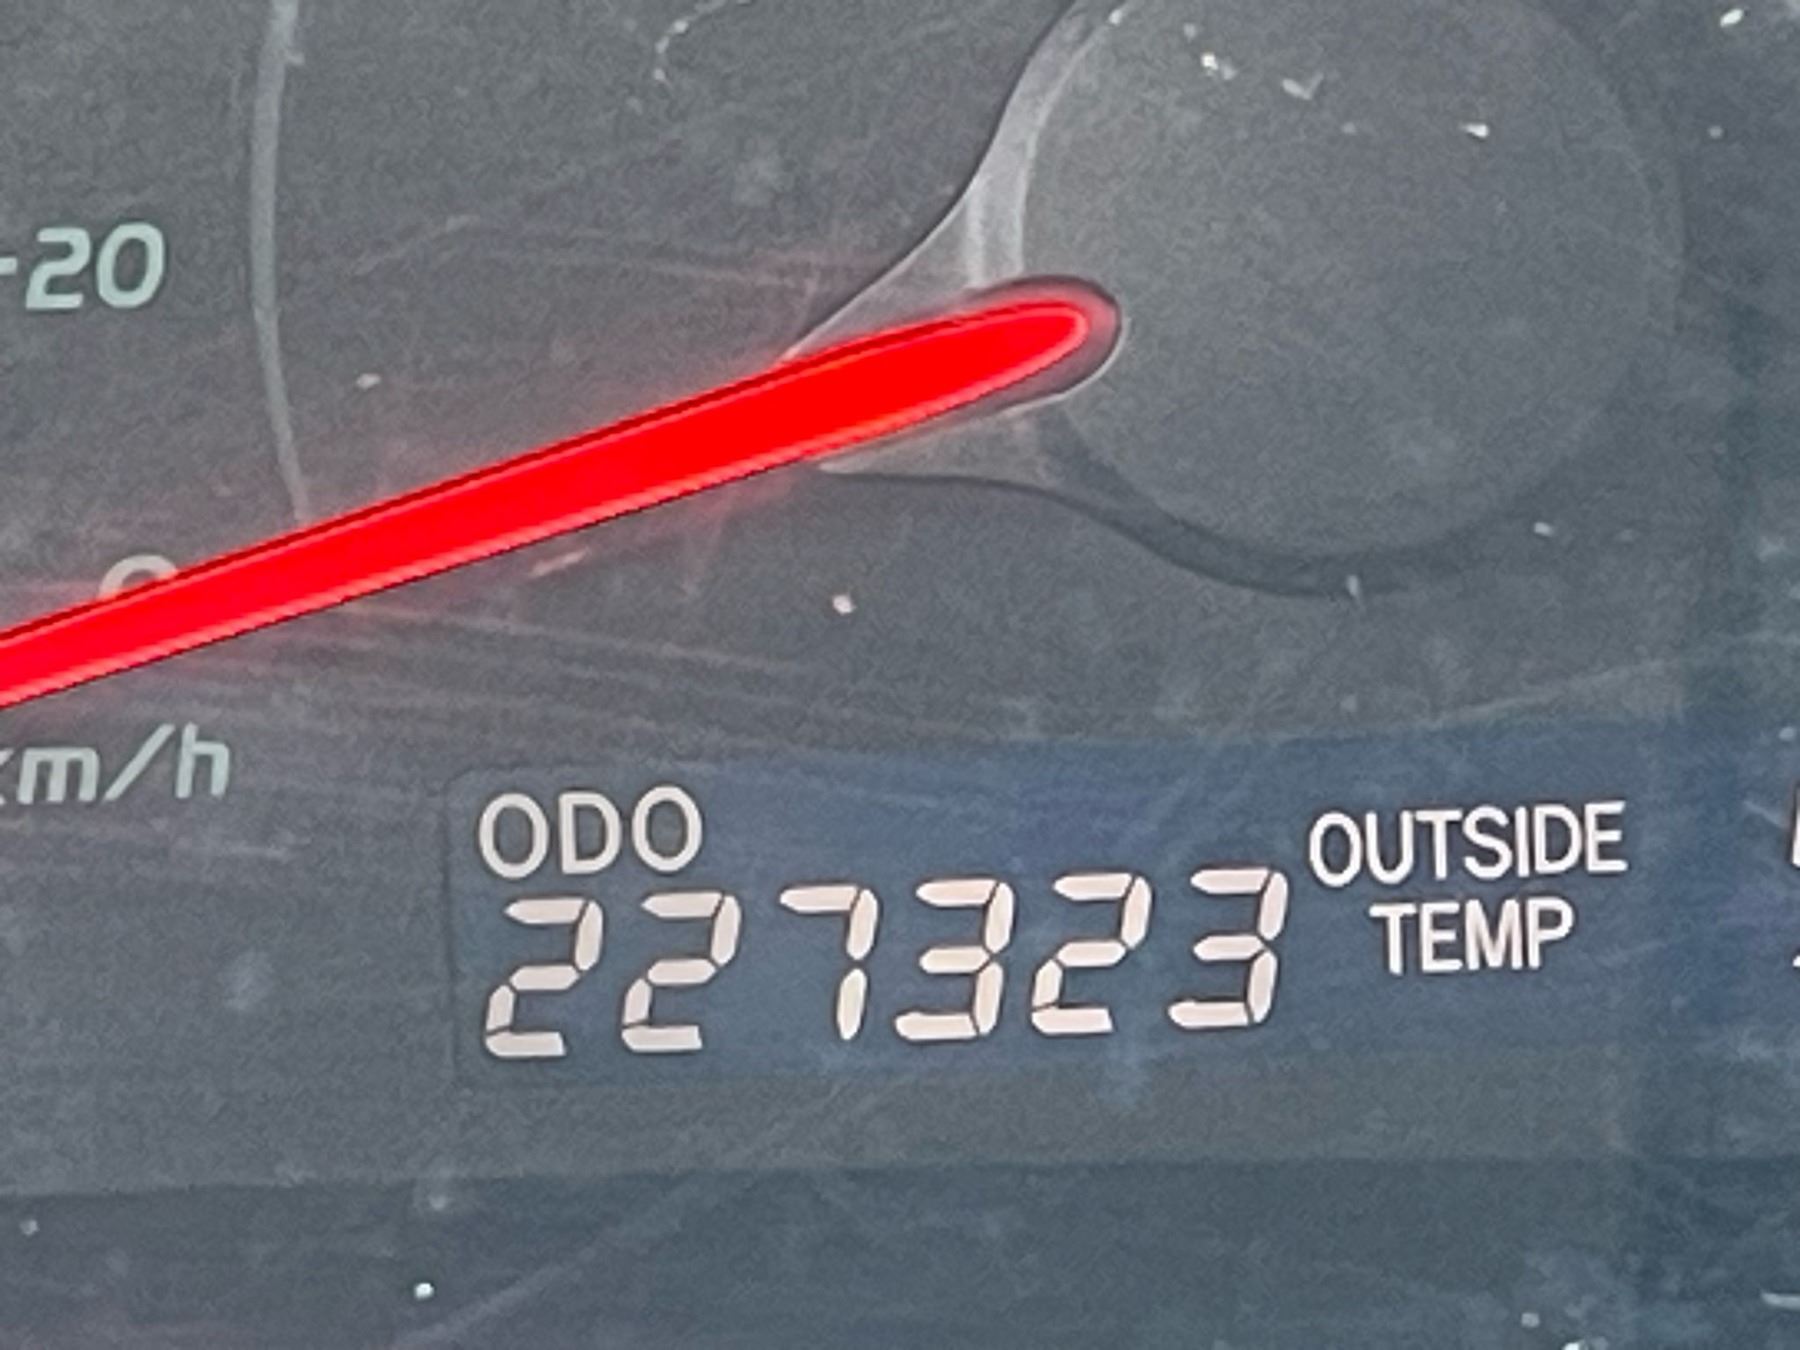 20
km/h
ODO
227323
OUTSIDE
TEMP